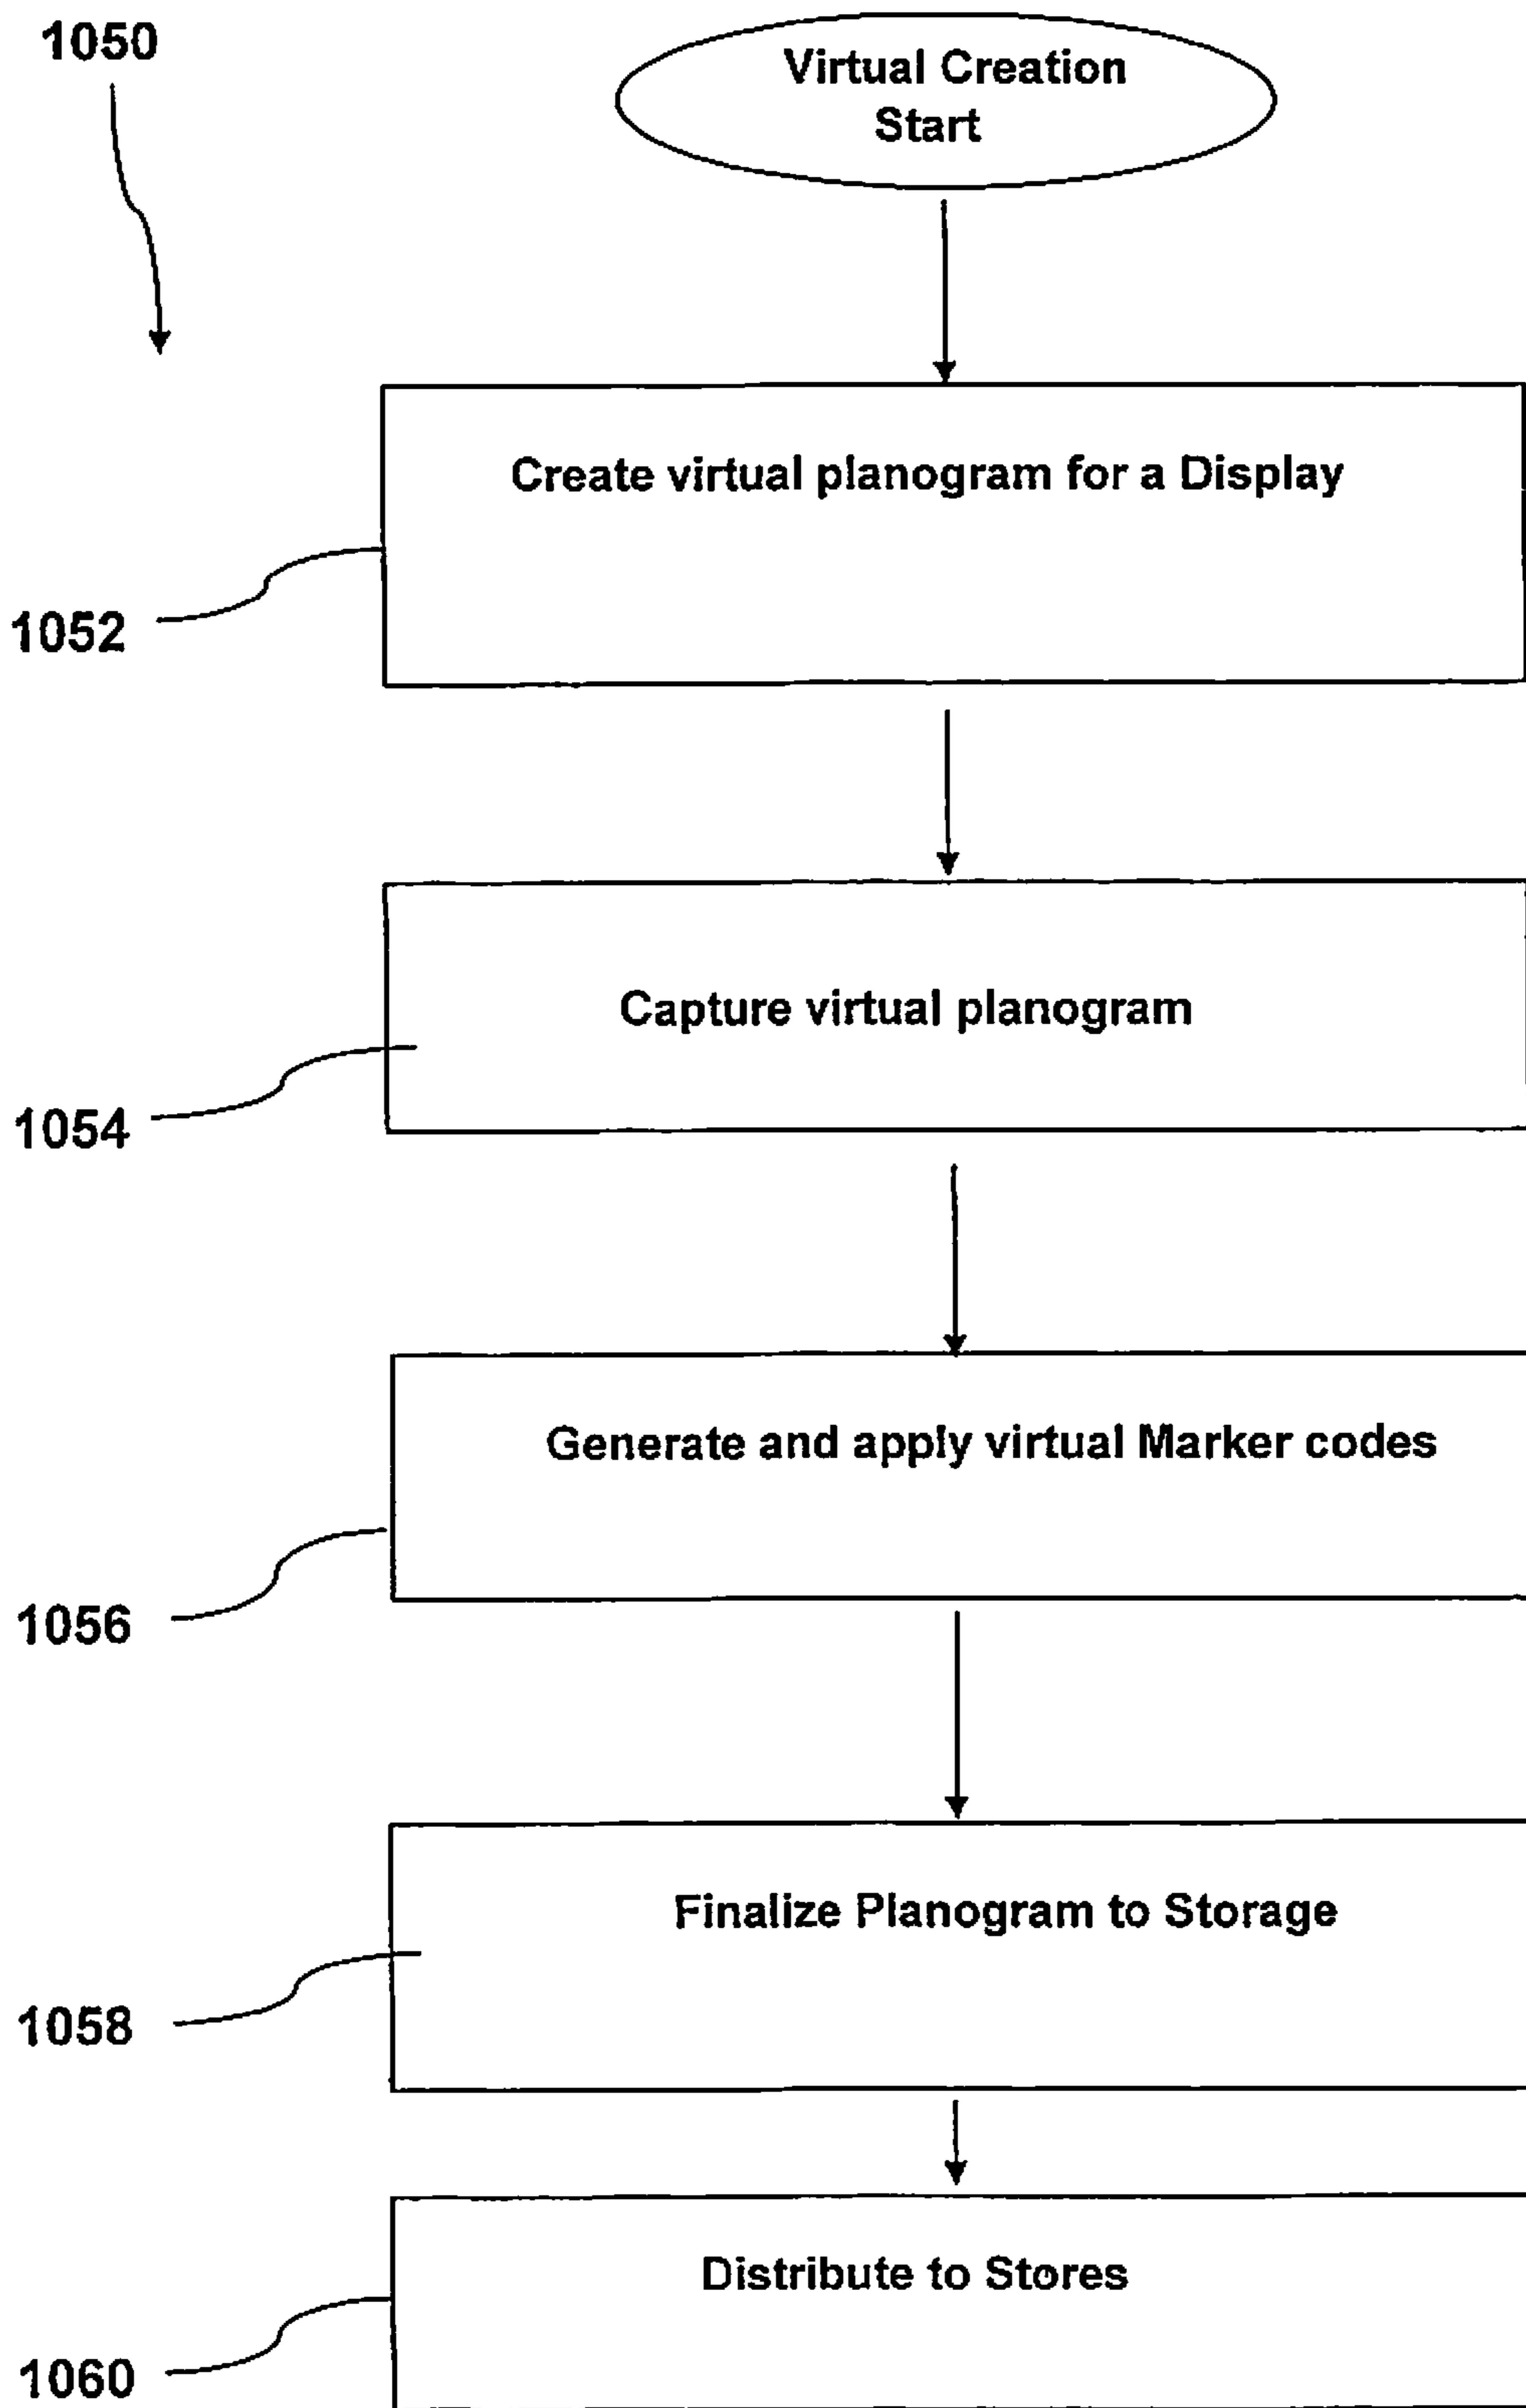 1050
Virtual Creation
Start
Create virtual planogram for a Display
1052
Capture virtual planogram
1054
Generate and apply virtual Marker codes
1056
Finalize Planogram to Storage
1058
Distribute to Stores
1060